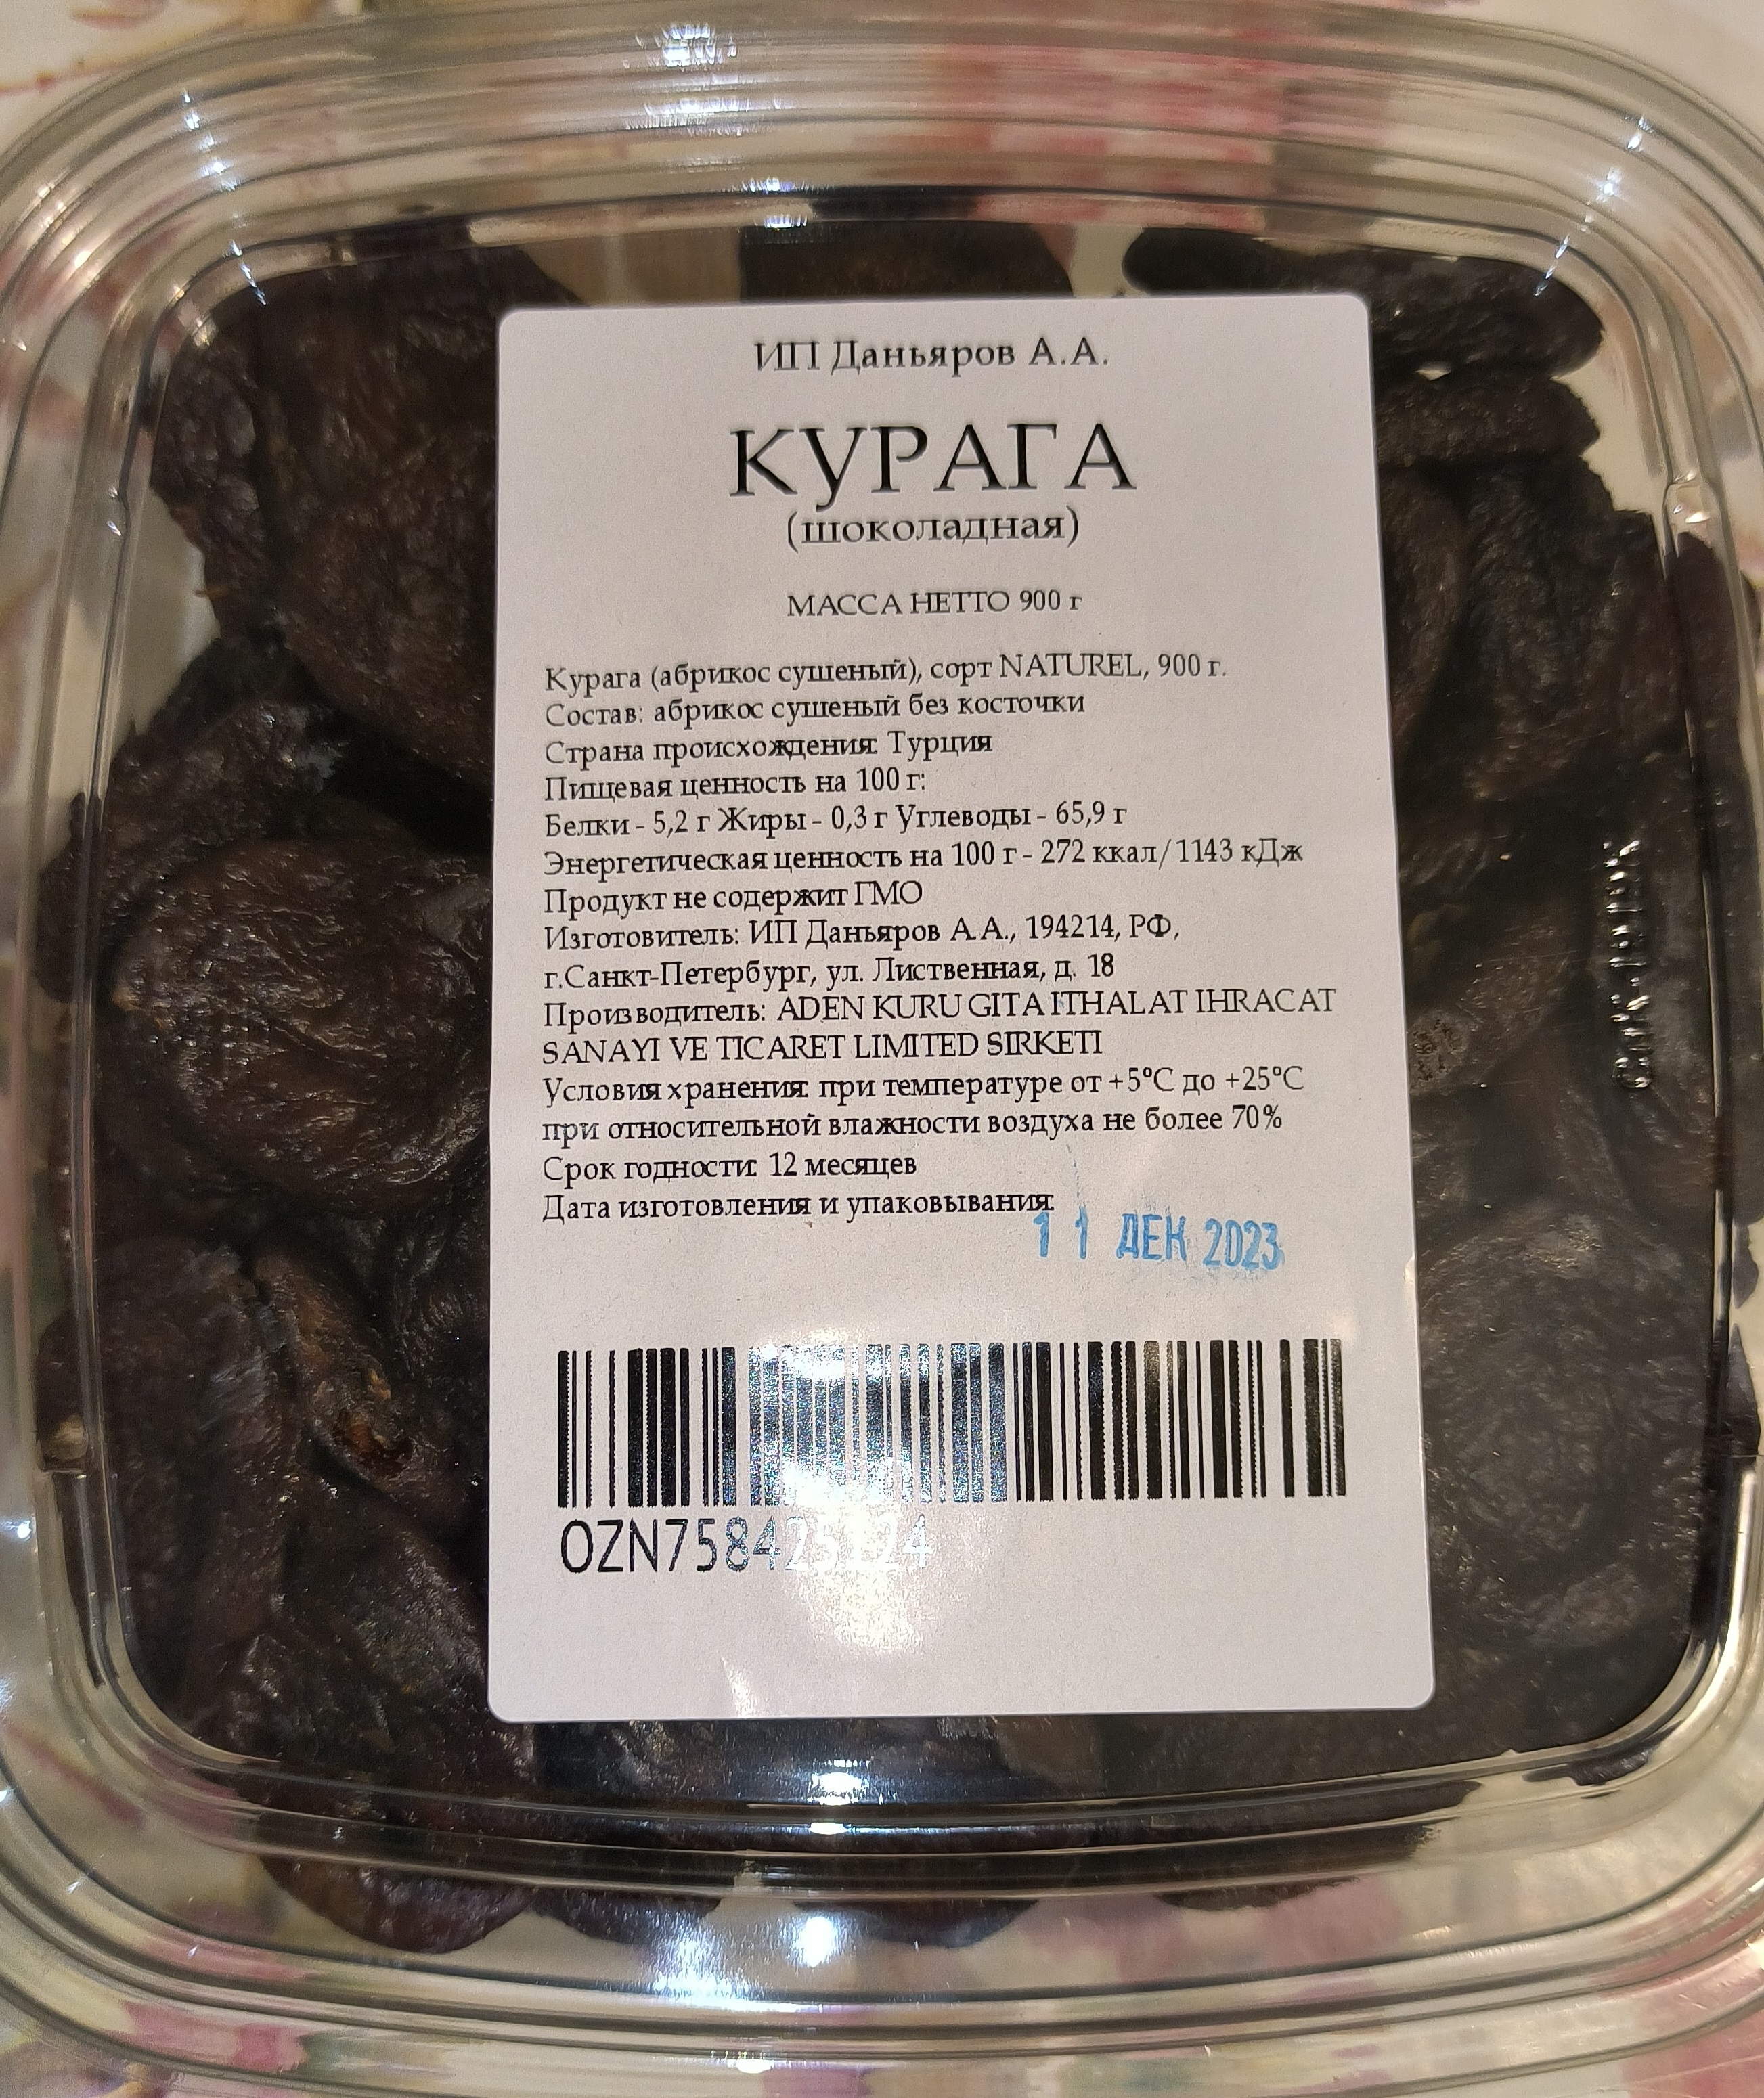 ИП Даньяров А.А.
КУРАГА
(шоколадная)
МАССА НЕТТО 900 г
Курага (абрикос сушеный), сорт NATUREL, 900 г.
Состав: абрикос сушеный без косточки
Страна происхождения: Турция
Пищевая ценность на 100 г:
Белки - 5,2 г Жиры - 0,3 г Углеводы - 65,9 г
Энергетическая ценность на 100 г - 272 ккал/1143 кДж
Продукт не содержит ГМО
Изготовитель: ИП Даньяров А.А., 194214, РФ,
г.Санкт-Петербург, ул. Лиственная, д. 18
Производитель: ADEN KURU GITA ITHALAT IHRACAT
SANAYI VE TICARET LIMITED SIRKETI
Условия хранения: при температуре от +5°C до +25°C
при относительной влажности воздуха не более 70%
Срок годности: 12 месяцев
Дата изготовления и упаковывания:
11 ДЕК 2023